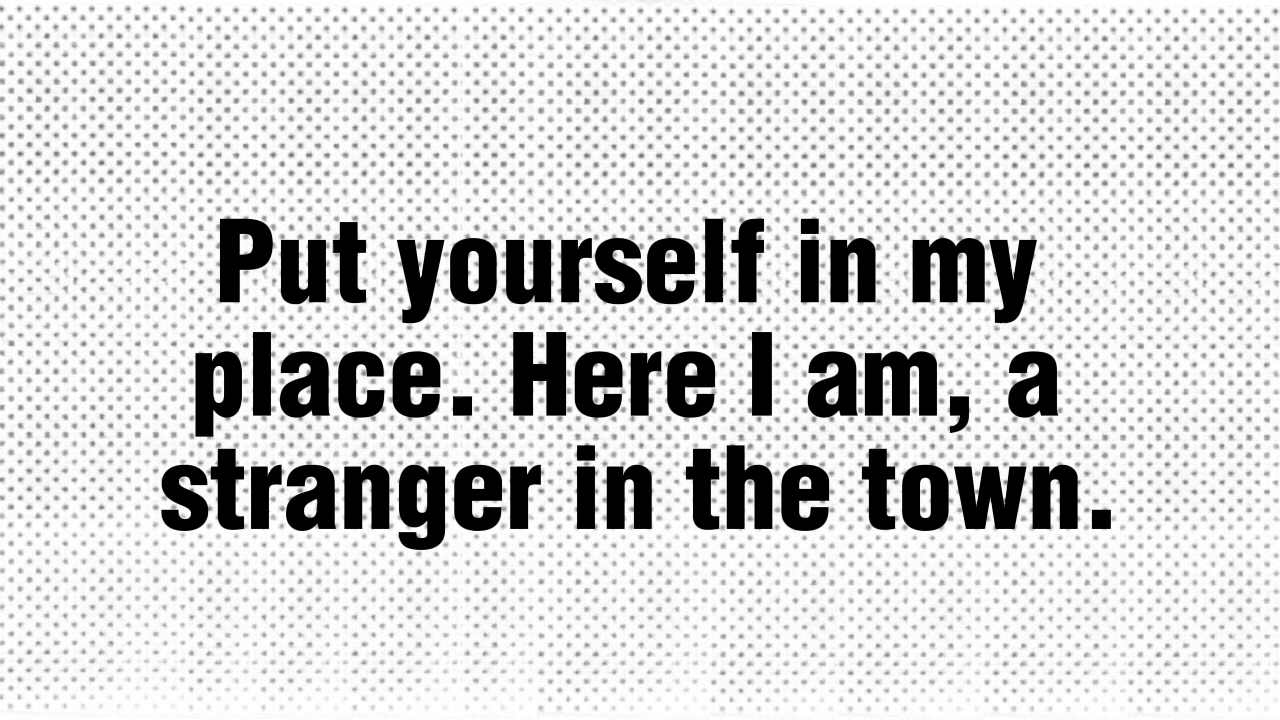 Put yourself in my
place. Here I am, a
stranger in the town.